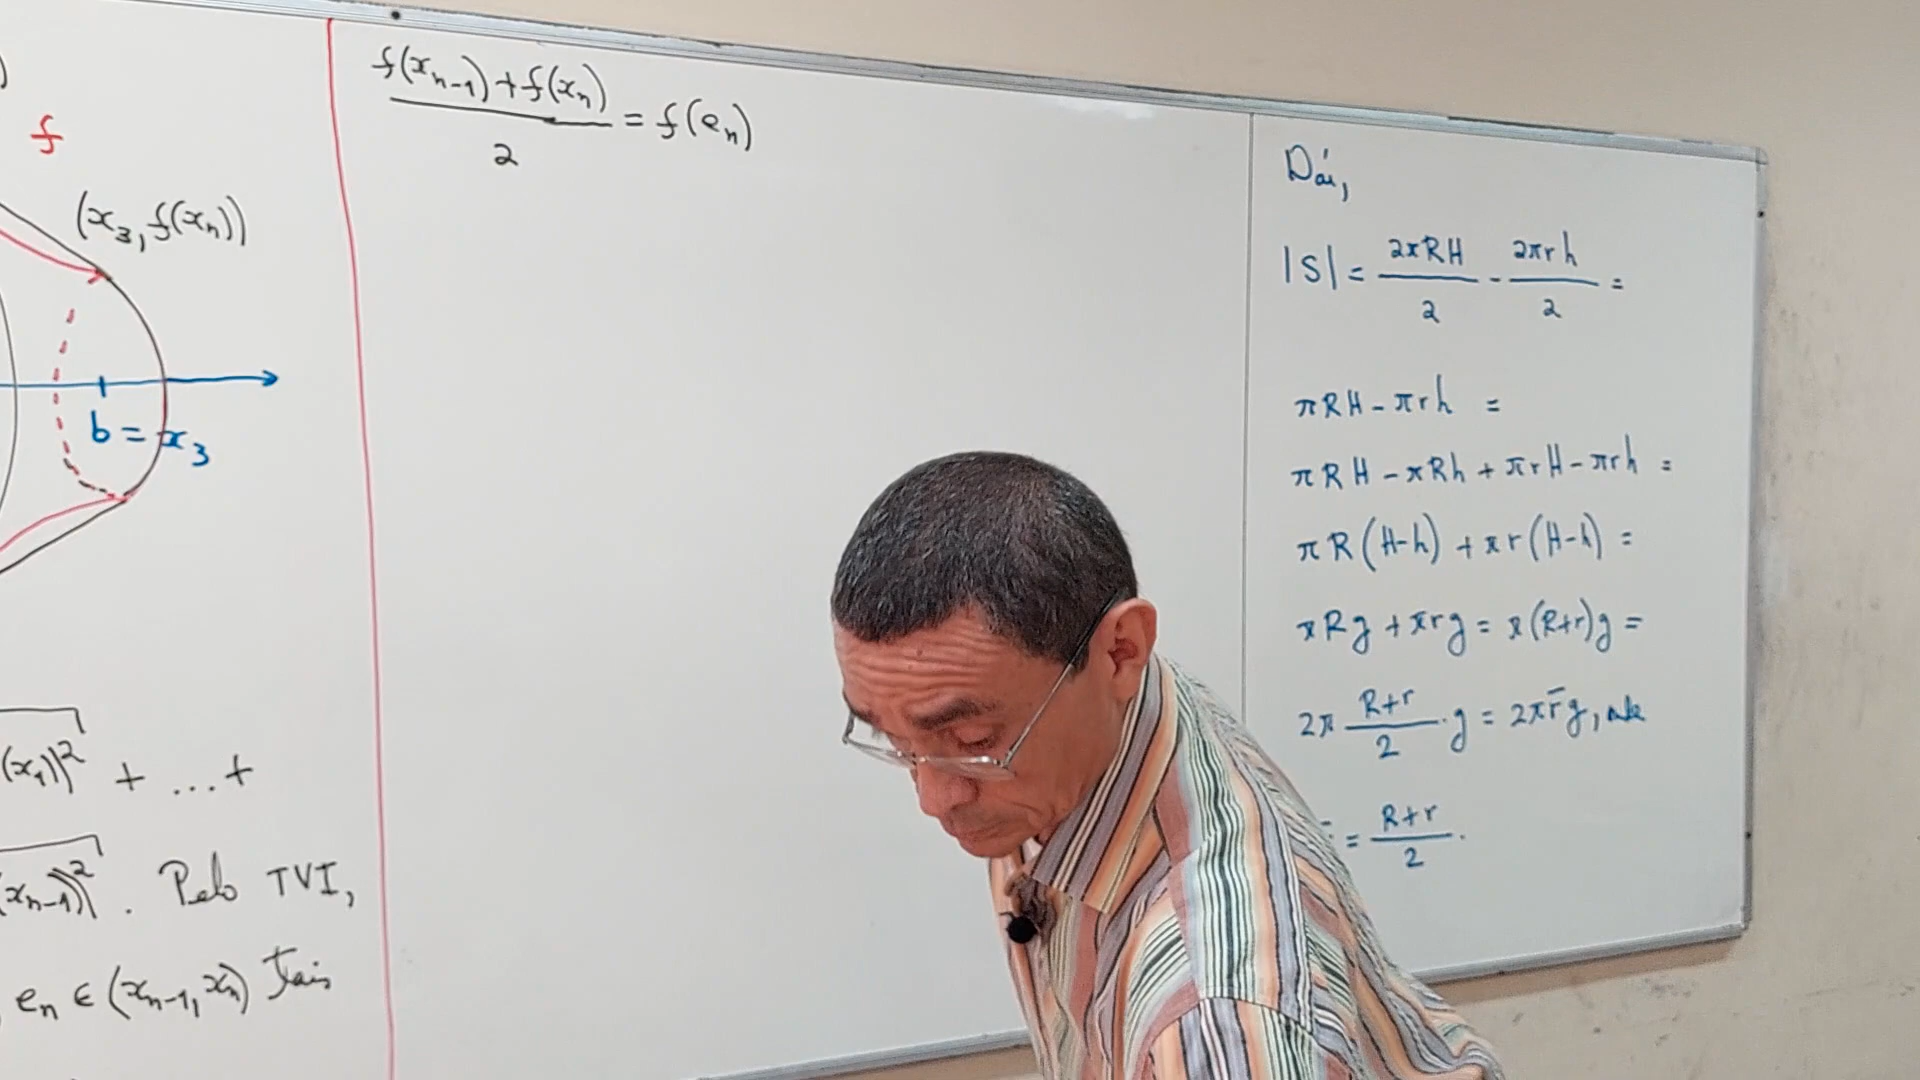 )
f
(x₃, f(xₙ))
b = x₃
(x₁))² + ... +
(xₙ₋₁))² . Pelo TVI,
eₙ ∈ (xₙ₋₁, xₙ) tais
f(xₙ₋₁) + f(xₙ)
/ 2 = f(eₙ)
Daí,
|S| = 2πRH / 2 - 2πrh / 2 =
πRH - πrh =
πRH - πRh + πrH - πrh =
πR(H-h) + πr(H-h) =
πRg + πrg = π(R+r)g =
2π (R+r) / 2 · g = 2πr̄g,
= (R+r) / 2 .